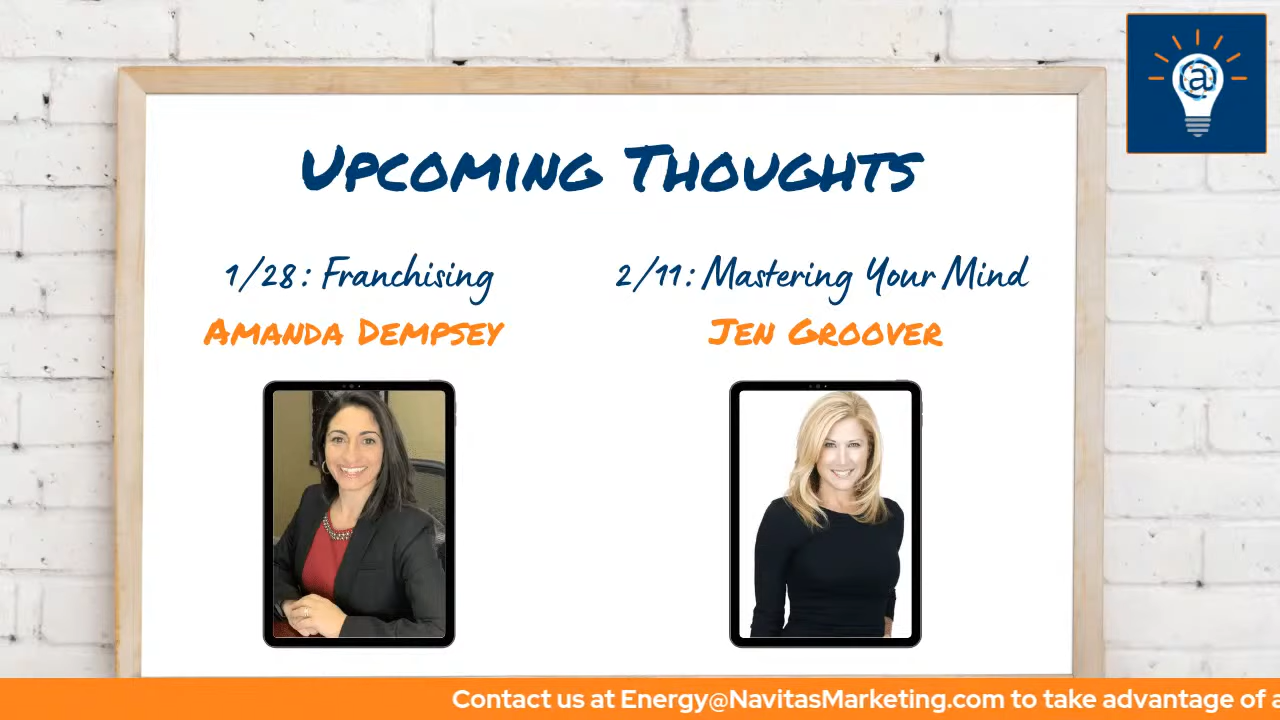 @
Upcoming Thoughts
1/28: Franchising
Amanda Dempsey
2/11: Mastering Your Mind
Jen Groover
Contact us at Energy@NavitasMarketing.com to take advantage of a